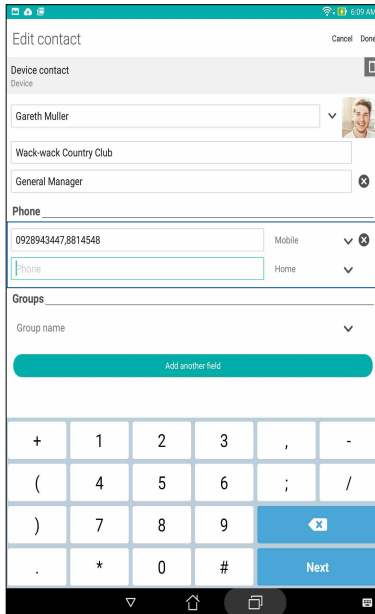 6:09 AM
Edit contact
Cancel Done
Device contact
Device
Gareth Muller
Wack-wack Country Club
General Manager
Phone
0928943447,8814548 Mobile
Phone Home
Groups
Group name
Add another field
+ 1 2 3 , -
( 4 5 6 ; /
) 7 8 9
. * 0 # Next